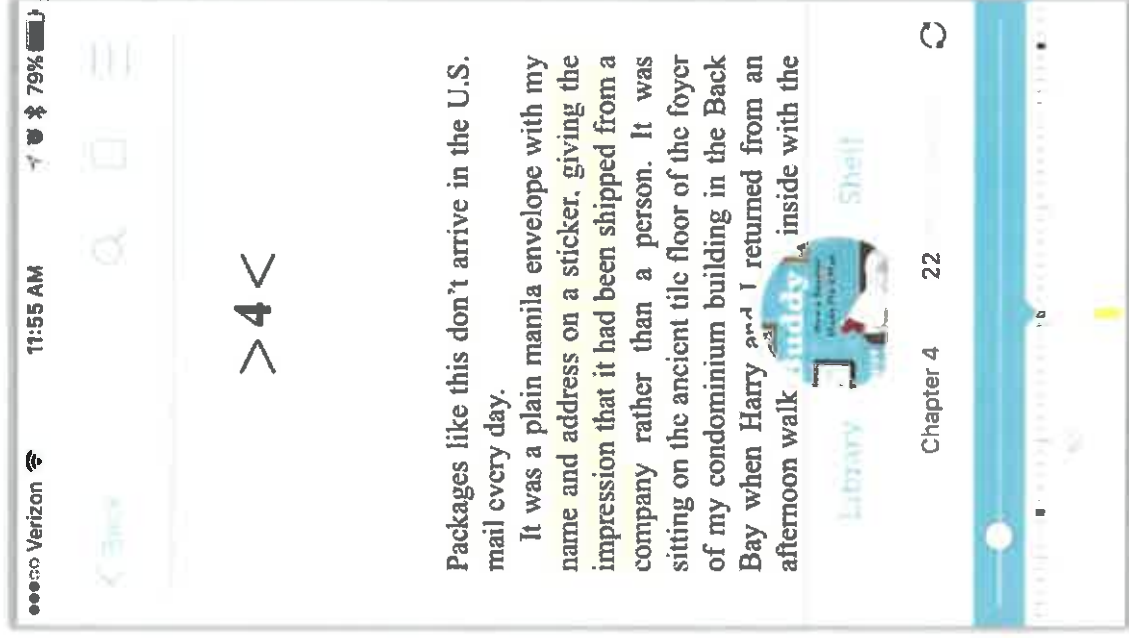 Verizon 11:55 AM 79%
< Back
>4<
Packages like this don't arrive in the U.S.
mail every day.
It was a plain manila envelope with my
name and address on a sticker, giving the
impression that it had been shipped from a
company rather than a person. It was
sitting on the ancient tile floor of the foyer
of my condominium building in the Back
Bay when Harry and I returned from an
afternoon walk inside with the
Buddy
Library Shelf
Chapter 4 22